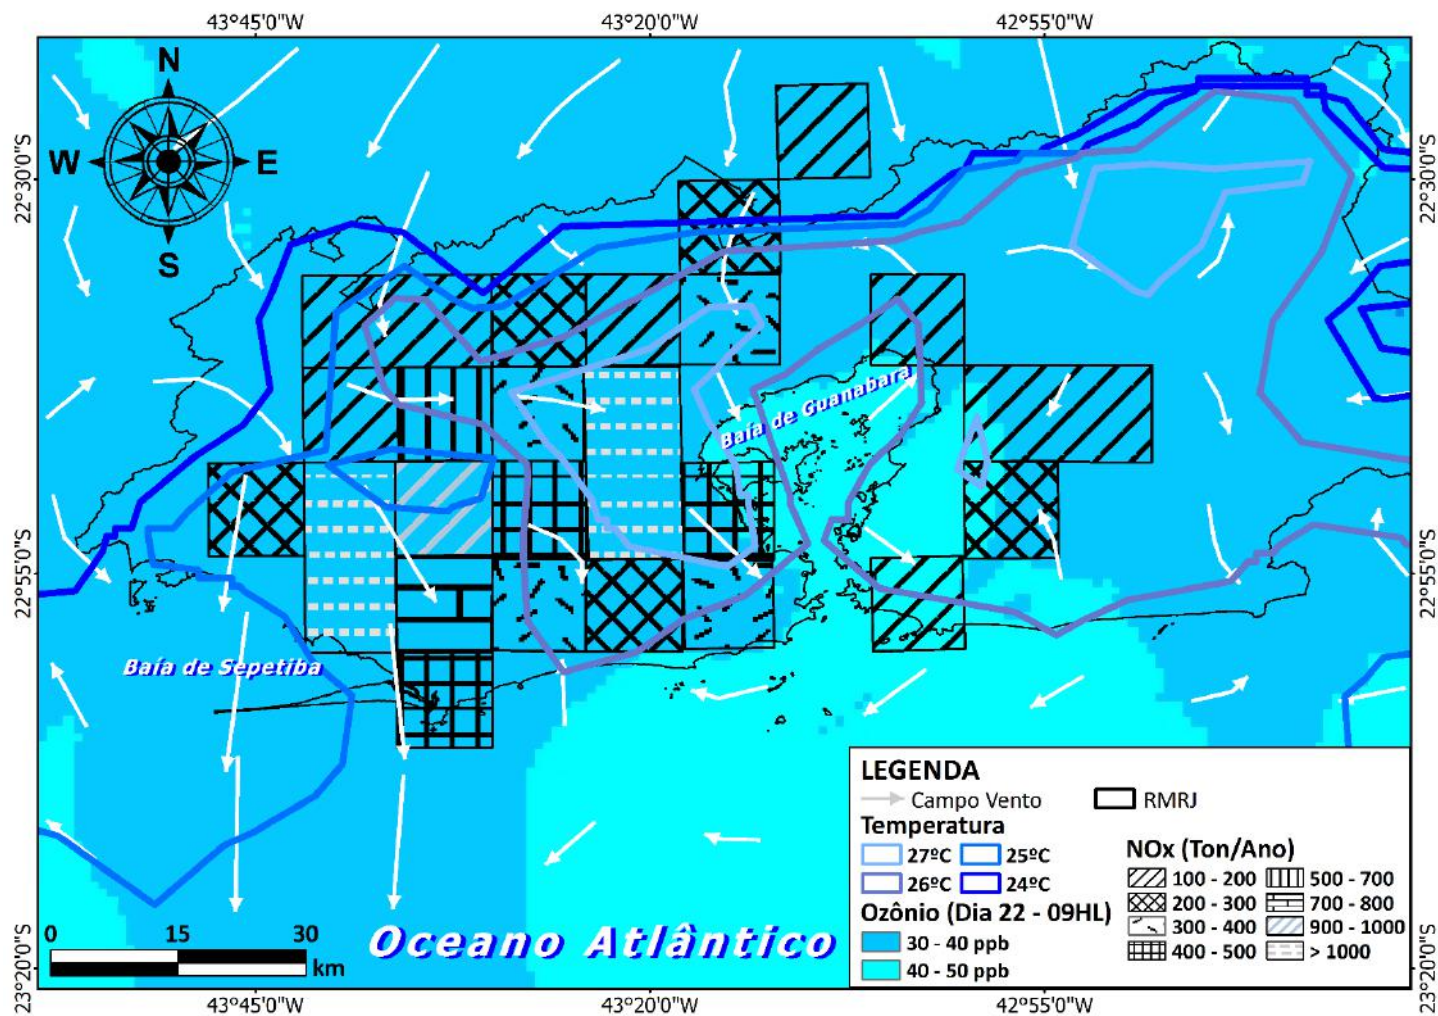 43°45'0"W 43°20'0"W 42°55'0"W
N
W E
S
22°30'0"S
22°30'0"S
Baía de Guanabara
22°55'0"S
22°55'0"S
Baía de Sepetiba
LEGENDA
Campo Vento RMRJ
Temperatura
27ºC 25ºC
26ºC 24ºC
NOx (Ton/Ano)
100 - 200 500 - 700
200 - 300 700 - 800
300 - 400 900 - 1000
400 - 500 > 1000
Ozônio (Dia 22 - 09HL)
30 - 40 ppb
40 - 50 ppb
0 15 30
km
Oceano Atlântico
23°20'0"S
23°20'0"S
43°45'0"W 43°20'0"W 42°55'0"W